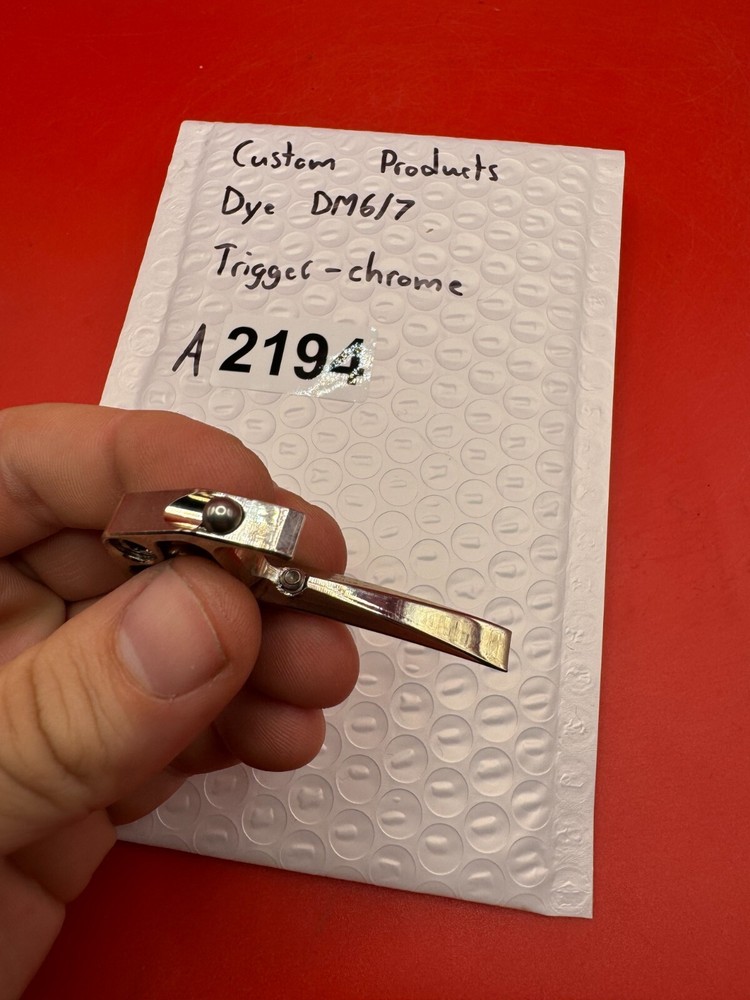 Custom Products
Dye DM6/7
Trigger-chrome
A 2194